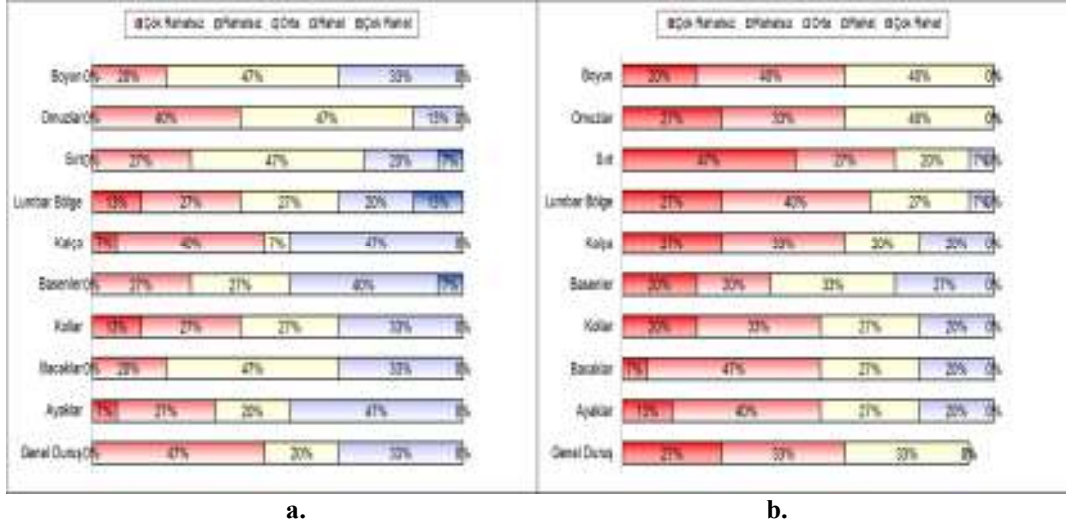 Çok Rahatsız Rahatsız Orta Rahat Çok Rahat
Boyun 0% 20% 47% 33% 0%
Omuzlar 0% 40% 47% 13% 0%
Sırt 0% 27% 47% 20% 7%
Lumbar Bölge 13% 27% 27% 20% 13%
Kalça 7% 40% 7% 47% 0%
Basenler 0% 27% 27% 40% 7%
Kollar 13% 27% 27% 33% 0%
Bacaklar 0% 20% 47% 33% 0%
Ayaklar 7% 27% 20% 47% 0%
Genel Duruş 0% 47% 20% 33% 0%
a.
Çok Rahatsız Rahatsız Orta Rahat Çok Rahat
Boyun 20% 40% 40% 0%
Omuzlar 27% 33% 40% 0%
Sırt 47% 27% 20% 7% 0%
Lumbar Bölge 27% 40% 27% 7% 0%
Kalça 27% 33% 20% 20% 0%
Basenler 20% 20% 33% 27% 0%
Kollar 20% 33% 27% 20% 0%
Bacaklar 7% 47% 27% 20% 0%
Ayaklar 13% 40% 27% 20% 0%
Genel Duruş 27% 33% 33% 0%
b.